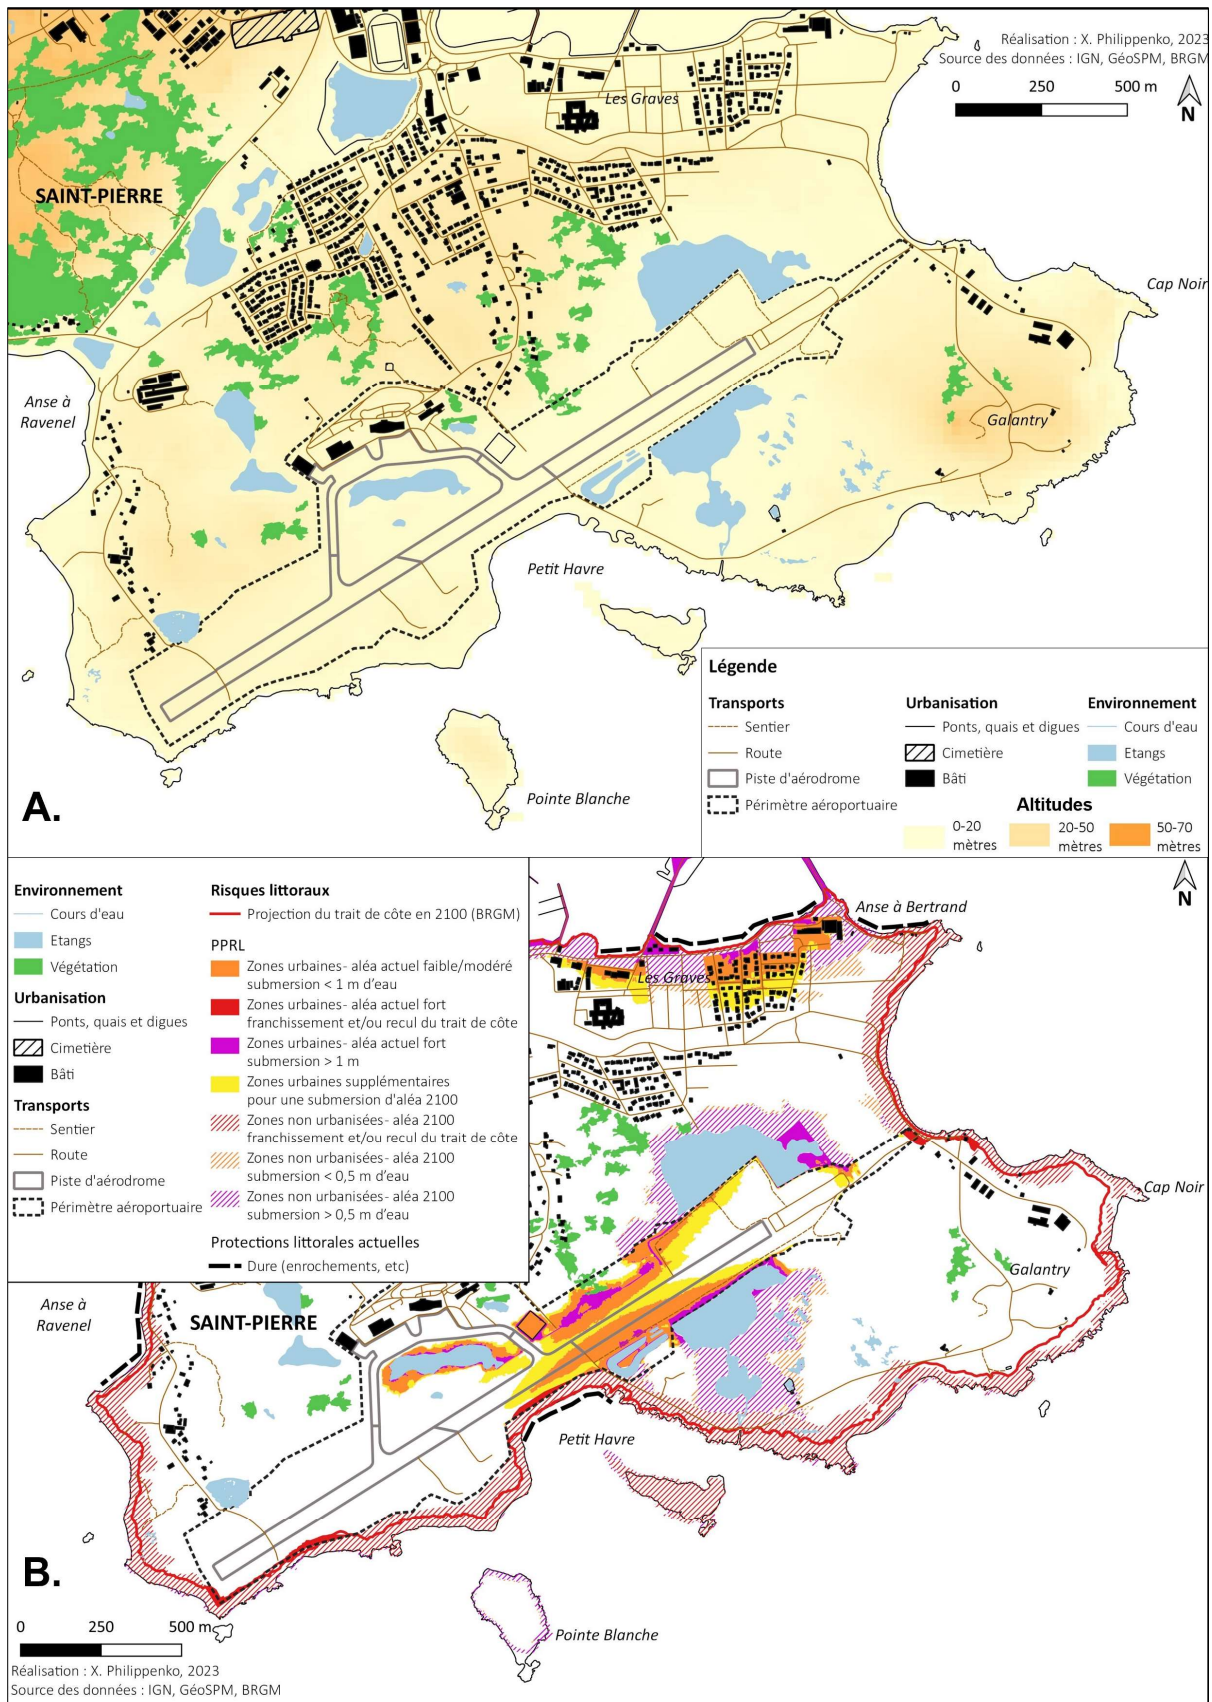 Réalisation : X. Philippenko, 2023
Source des données : IGN, GéoSPM, BRGM
0 250 500 m
N
Les Graves
SAINT-PIERRE
Cap Noir
Anse à
Ravenel
Galantry
Petit Havre
Pointe Blanche
A.
Légende
Transports
Sentier
Route
Piste d'aérodrome
Périmètre aéroportuaire
Urbanisation
Ponts, quais et digues
Cimetière
Bâti
Environnement
Cours d'eau
Etangs
Végétation
Altitudes
0-20
mètres
20-50
mètres
50-70
mètres
Environnement
Cours d'eau
Etangs
Végétation
Urbanisation
Ponts, quais et digues
Cimetière
Bâti
Transports
Sentier
Route
Piste d'aérodrome
Périmètre aéroportuaire
Risques littoraux
Projection du trait de côte en 2100 (BRGM)
PPRL
Zones urbaines- aléa actuel faible/modéré
submersion < 1 m d'eau
Zones urbaines- aléa actuel fort
franchissement et/ou recul du trait de côte
Zones urbaines- aléa actuel fort
submersion > 1 m
Zones urbaines supplémentaires
pour une submersion d'aléa 2100
Zones non urbanisées- aléa 2100
franchissement et/ou recul du trait de côte
Zones non urbanisées- aléa 2100
submersion < 0,5 m d'eau
Zones non urbanisées- aléa 2100
submersion > 0,5 m d'eau
Protections littorales actuelles
Dure (enrochements, etc)
N
Anse à Bertrand
Les Graves
Cap Noir
Galantry
Anse à
Ravenel
SAINT-PIERRE
Petit Havre
Pointe Blanche
B.
0 250 500 m
Réalisation : X. Philippenko, 2023
Source des données : IGN, GéoSPM, BRGM